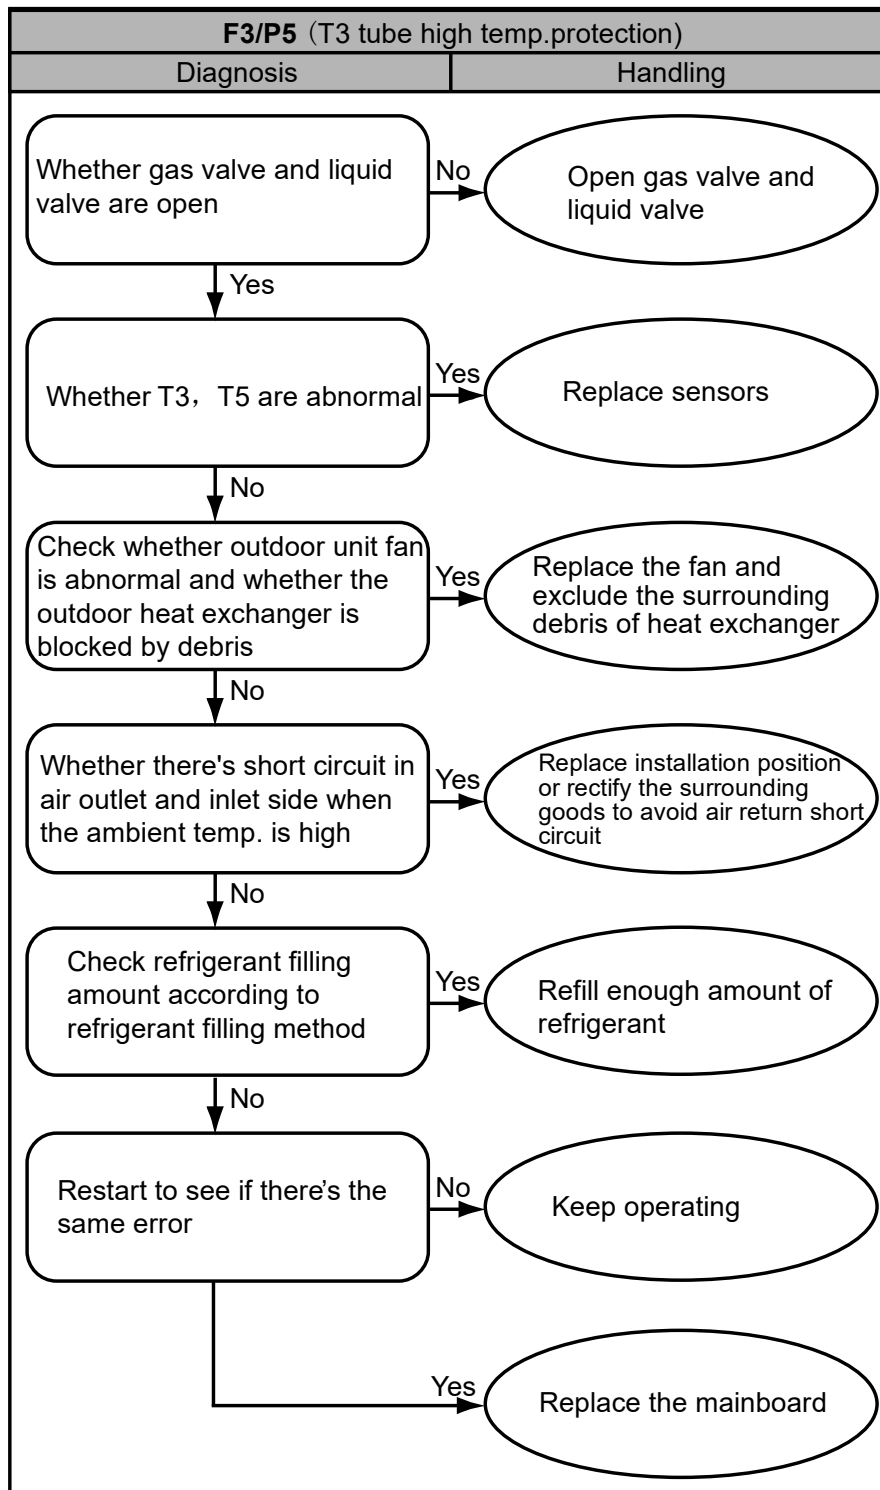 F3/P5（T3 tube high temp.protection)
Diagnosis
Handling
Whether gas valve and liquid
valve are open
No
Open gas valve and
liquid valve
Yes
Whether T3，T5 are abnormal
Yes
Replace sensors
No
Check whether outdoor unit fan
is abnormal and whether the
outdoor heat exchanger is
blocked by debris
Yes
Replace the fan and
exclude the surrounding
debris of heat exchanger
No
Whether there's short circuit in
air outlet and inlet side when
the ambient temp. is high
Yes
Replace installation position
or rectify the surrounding
goods to avoid air return short
circuit
No
Check refrigerant filling
amount according to
refrigerant filling method
Yes
Refill enough amount of
refrigerant
No
Restart to see if there’s the
same error
No
Keep operating
Yes
Replace the mainboard